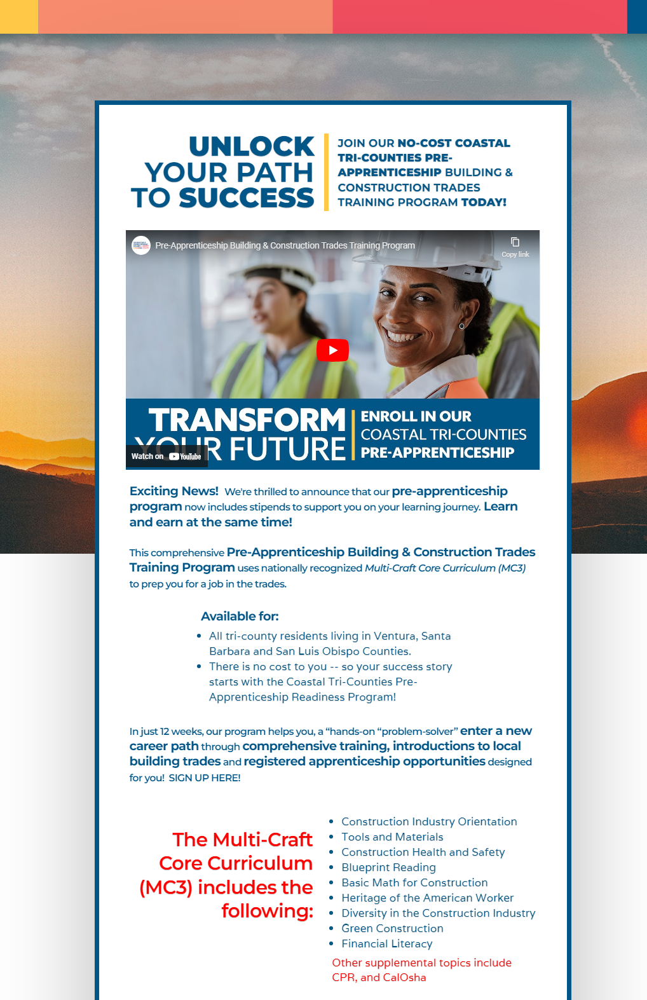 UNLOCK
YOUR PATH
TO SUCCESS
JOIN OUR NO-COST COASTAL
TRI-COUNTIES PRE-
APPRENTICESHIP BUILDING &
CONSTRUCTION TRADES
TRAINING PROGRAM TODAY!
Pre-Apprenticeship Building & Construction Trades Training Program
Copy link
TRANSFORM
YOUR FUTURE
ENROLL IN OUR
COASTAL TRI-COUNTIES
PRE-APPRENTICESHIP
Watch on YouTube
Exciting News! We're thrilled to announce that our pre-apprenticeship
program now includes stipends to support you on your learning journey. Learn
and earn at the same time!
This comprehensive Pre-Apprenticeship Building & Construction Trades
Training Program uses nationally recognized Multi-Craft Core Curriculum (MC3)
to prep you for a job in the trades.
Available for:
• All tri-county residents living in Ventura, Santa
Barbara and San Luis Obispo Counties.
• There is no cost to you -- so your success story
starts with the Coastal Tri-Counties Pre-
Apprenticeship Readiness Program!
In just 12 weeks, our program helps you, a “hands-on “problem-solver” enter a new
career path through comprehensive training, introductions to local
building trades and registered apprenticeship opportunities designed
for you! SIGN UP HERE!
The Multi-Craft
Core Curriculum
(MC3) includes the
following:
• Construction Industry Orientation
• Tools and Materials
• Construction Health and Safety
• Blueprint Reading
• Basic Math for Construction
• Heritage of the American Worker
• Diversity in the Construction Industry
• Green Construction
• Financial Literacy
Other supplemental topics include
CPR, and CalOsha